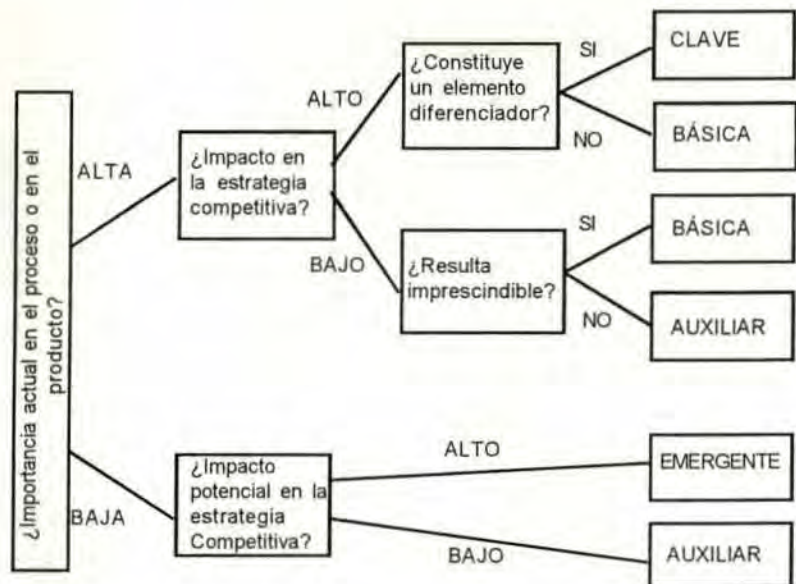 ¿Importancia actual en el proceso o en el
producto?
ALTA
BAJA
¿Impacto en
la estrategia
competitiva?
ALTO
BAJO
¿Constituye
un elemento
diferenciador?
SI
NO
CLAVE
BÁSICA
¿Resulta
imprescindible?
SI
NO
BÁSICA
AUXILIAR
¿Impacto
potencial en la
estrategia
Competitiva?
ALTO
BAJO
EMERGENTE
AUXILIAR